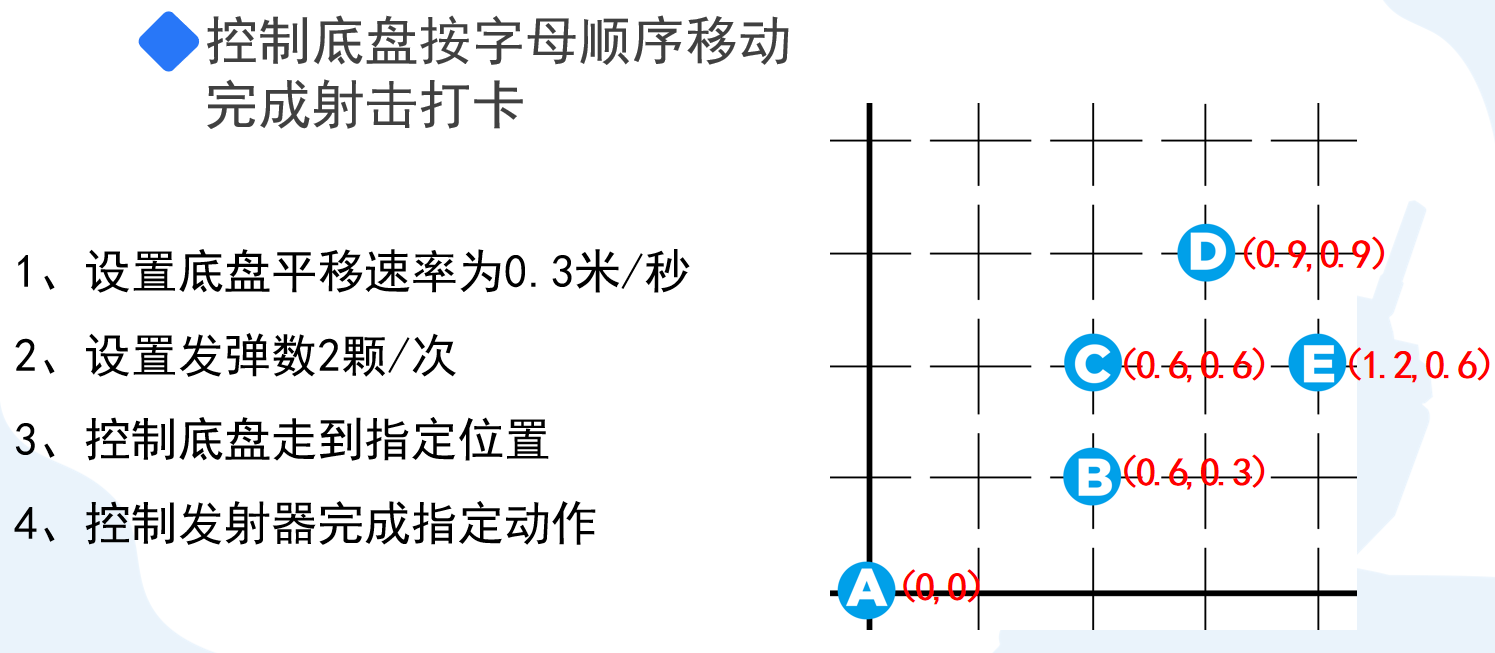 控制底盘按字母顺序移动
完成射击打卡
1、设置底盘平移速率为0.3米/秒
2、设置发弹数2颗/次
3、控制底盘走到指定位置
4、控制发射器完成指定动作
D (0.9,0.9)
C (0.6,0.6)
E (1.2,0.6)
B (0.6,0.3)
A (0,0)